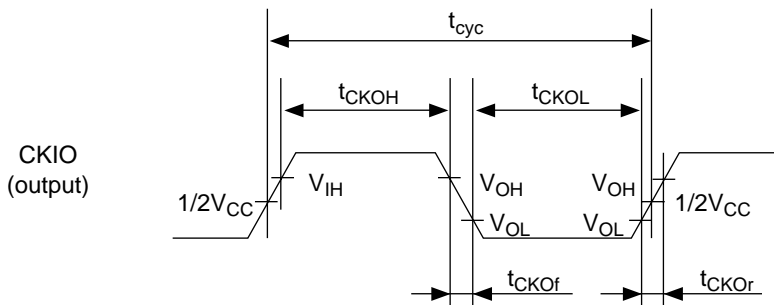 tcyc
tCKOH tCKOL
CKIO
(output)
VIH VOH VOH
1/2VCC 1/2VCC
VOL VOL
tCKOf tCKOr